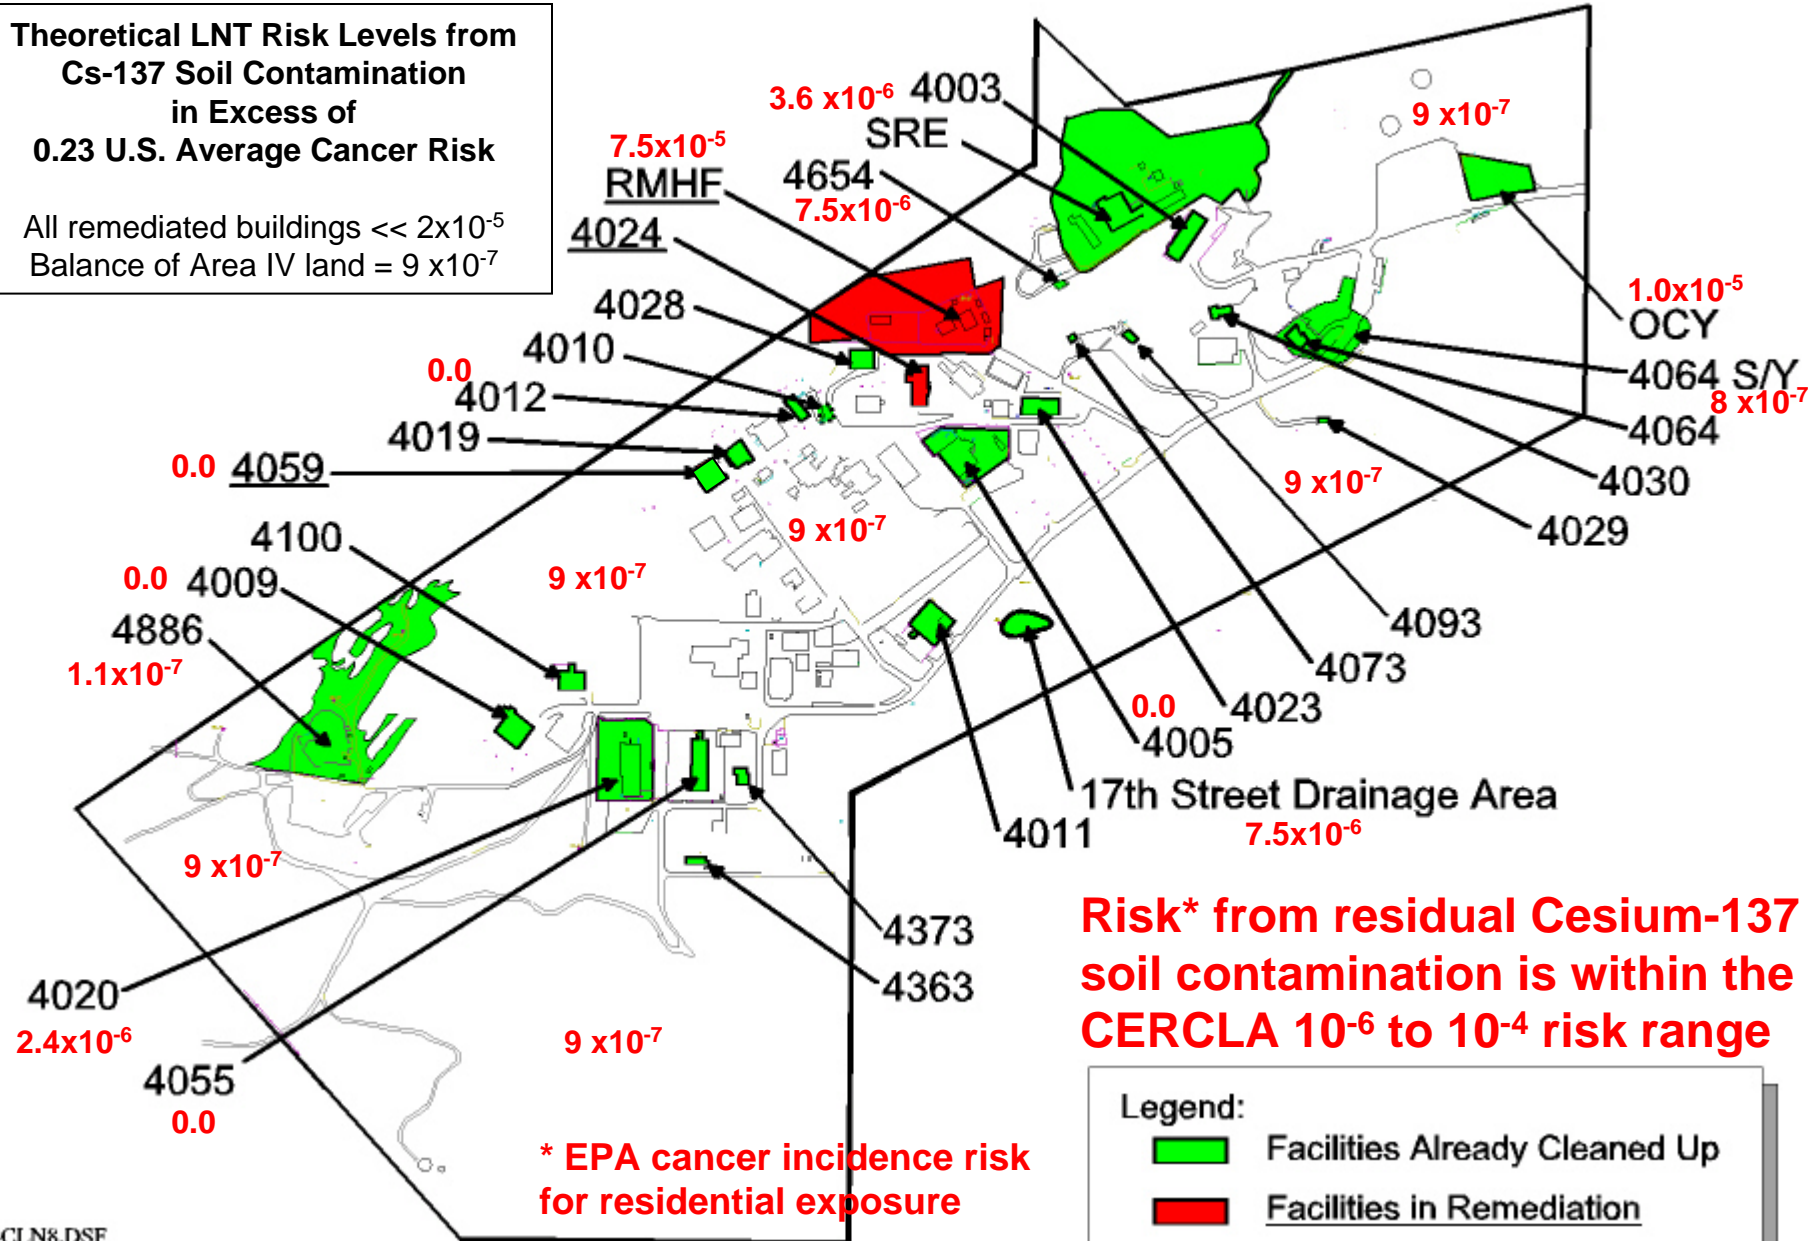 Theoretical LNT Risk Levels from
Cs-137 Soil Contamination
in Excess of
0.23 U.S. Average Cancer Risk
All remediated buildings << 2x10⁻⁵
Balance of Area IV land = 9 x10⁻⁷
3.6 x10⁻⁶ 4003
SRE
9 x10⁻⁷
7.5x10⁻⁵
RMHF
4654
7.5x10⁻⁶
4024
4028
4010
0.0
4012
4019
0.0 4059
1.0x10⁻⁵
OCY
4064 S/Y
8 x10⁻⁷
4064
4030
9 x10⁻⁷
4029
9 x10⁻⁷
4100
9 x10⁻⁷
0.0 4009
4886
1.1x10⁻⁷
4093
4073
0.0
4023
4005
17th Street Drainage Area
7.5x10⁻⁶
4011
9 x10⁻⁷
4373
4363
4020
2.4x10⁻⁶
9 x10⁻⁷
4055
0.0
Risk* from residual Cesium-137
soil contamination is within the
CERCLA 10⁻⁶ to 10⁻⁴ risk range
* EPA cancer incidence risk
for residential exposure
Legend:
Facilities Already Cleaned Up
Facilities in Remediation
CLN8.DSF